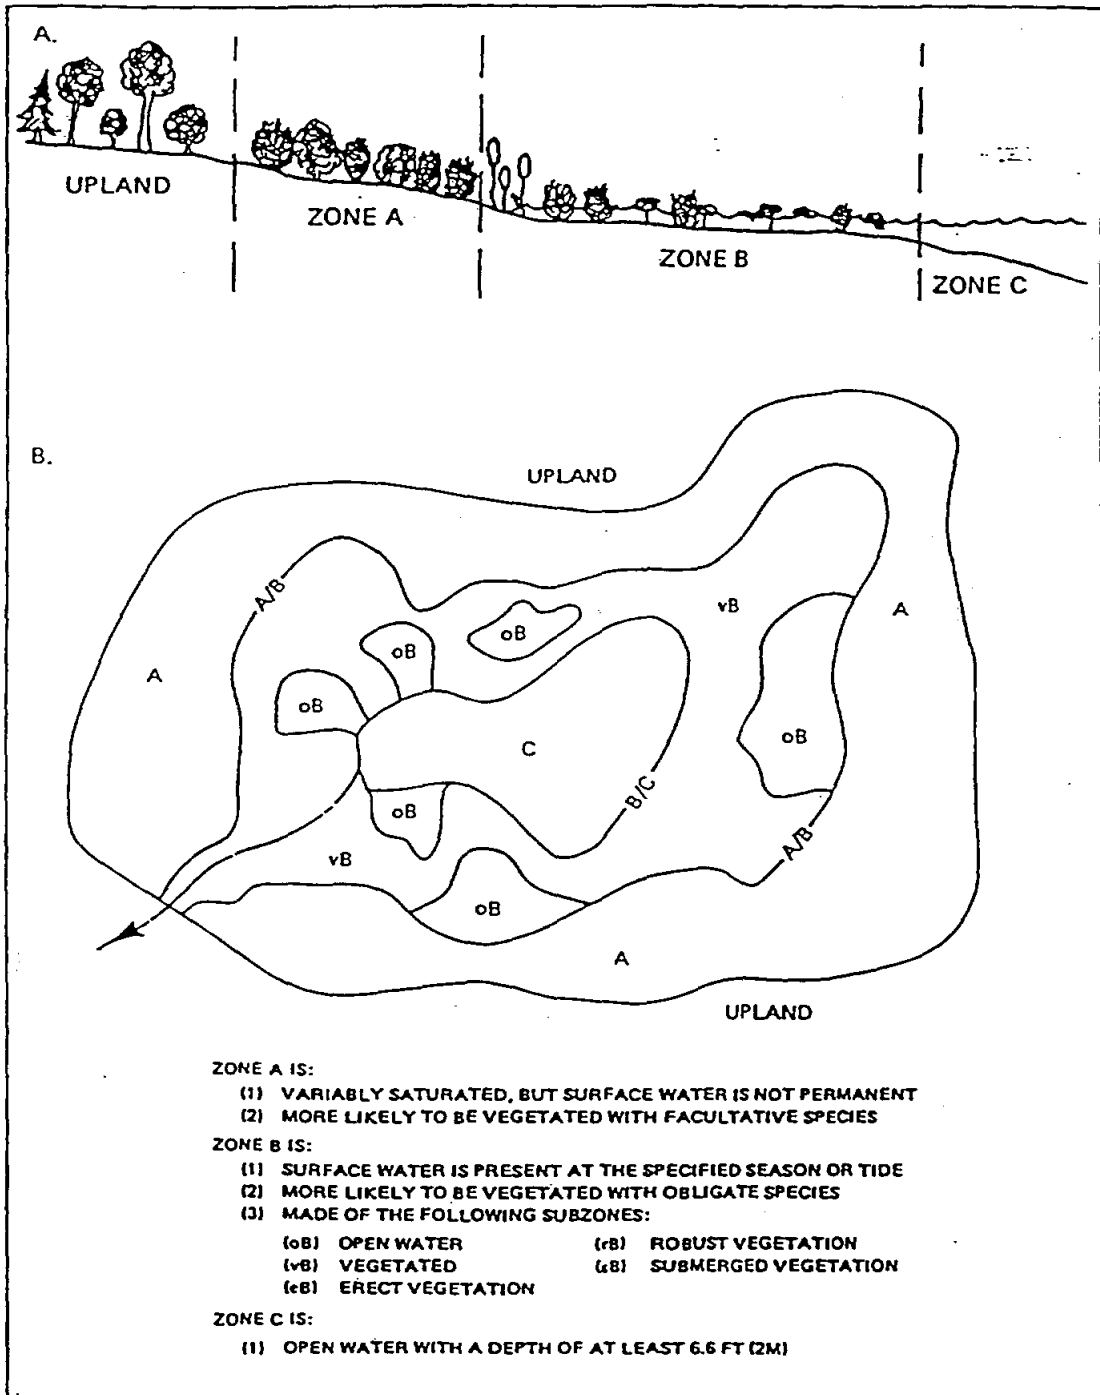 A.
UPLAND
ZONE A
ZONE B
ZONE C
B.
UPLAND
A/B
vB
A
oB
oB
A
oB
C
oB
B/C
oB
A/B
vB
oB
A
UPLAND
ZONE A IS:
(1) VARIABLY SATURATED, BUT SURFACE WATER IS NOT PERMANENT
(2) MORE LIKELY TO BE VEGETATED WITH FACULTATIVE SPECIES
ZONE B IS:
(1) SURFACE WATER IS PRESENT AT THE SPECIFIED SEASON OR TIDE
(2) MORE LIKELY TO BE VEGETATED WITH OBLIGATE SPECIES
(3) MADE OF THE FOLLOWING SUBZONES:
(oB) OPEN WATER (rB) ROBUST VEGETATION
(vB) VEGETATED (sB) SUBMERGED VEGETATION
(eB) ERECT VEGETATION
ZONE C IS:
(1) OPEN WATER WITH A DEPTH OF AT LEAST 6.6 FT (2M)